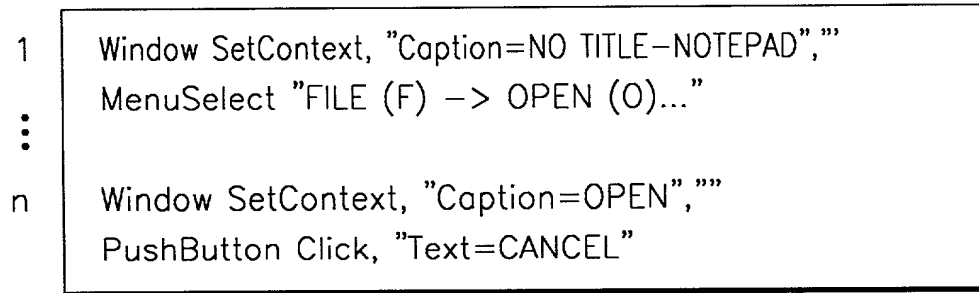 1 Window SetContext, "Caption=NO TITLE-NOTEPAD","'
MenuSelect "FILE (F) -> OPEN (O)..."
⋮
n Window SetContext, "Caption=OPEN",""
PushButton Click, "Text=CANCEL"